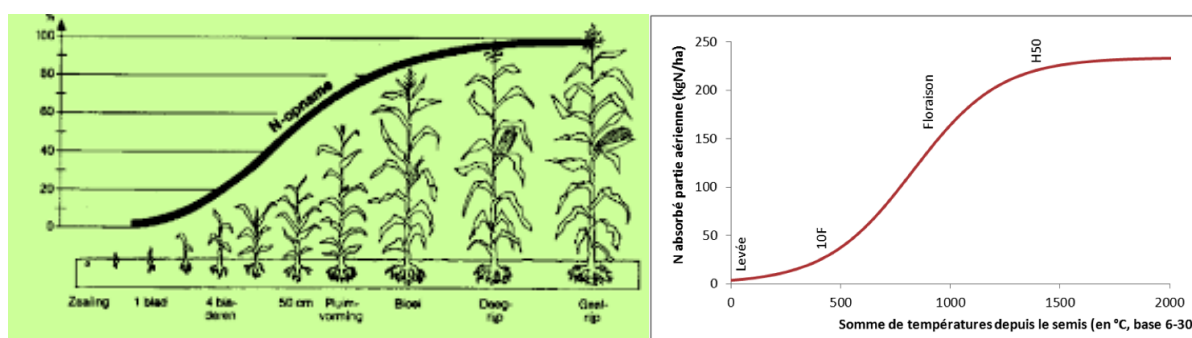 %
100
80
60
40
20
0
N-opname
Zaaiing 1 blad 4 bla- 50 cm Pluim- Bloei Deeg- Geel-
deren vorming rijp rijp
250
200
150
100
50
0
N absorbé partie aérienne (kgN/ha)
Levée
10F
Floraison
H50
0 500 1000 1500 2000
Somme de températures depuis le semis (en °C, base 6-30